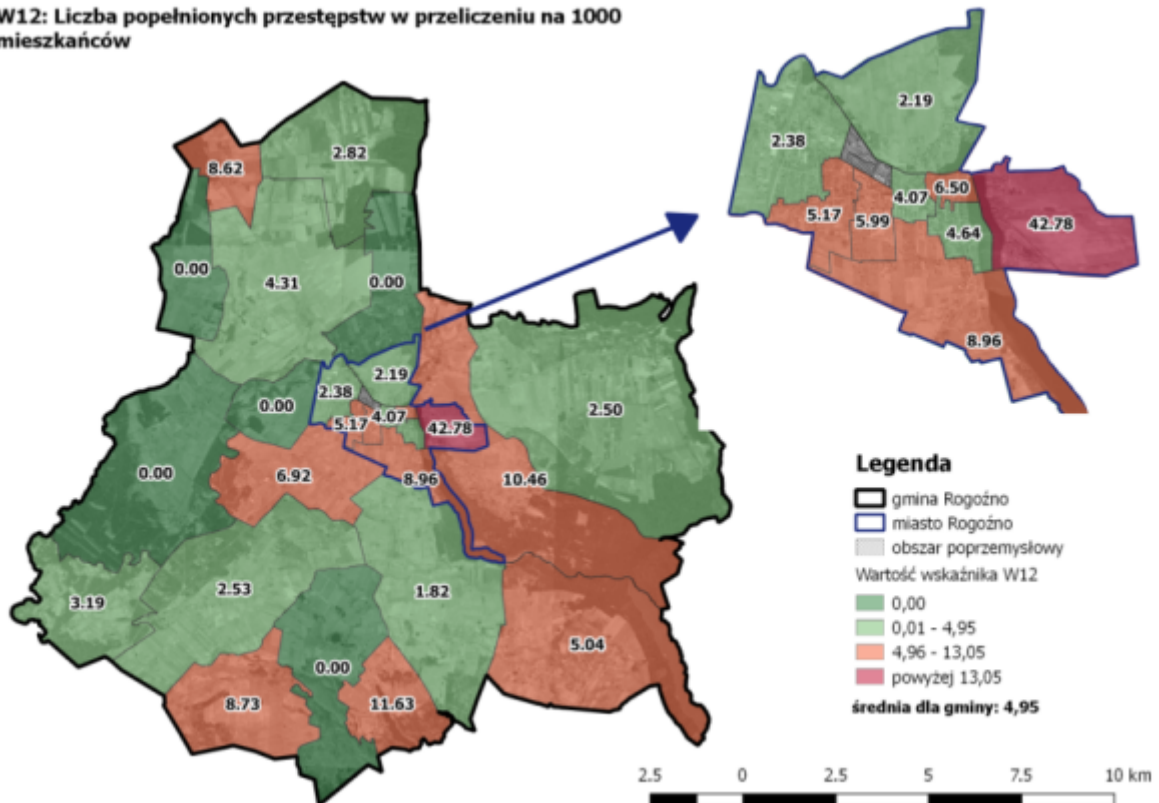 W12: Liczba popełnionych przestępstw w przeliczeniu na 1000
mieszkańców
2.19
2.38
6.50
4.07
5.17
5.99
4.64
42.78
8.96
8.62
2.82
0.00
4.31
0.00
2.19
2.38
0.00
4.07
5.17
42.78
2.50
0.00
6.92
8.96
10.46
3.19
2.53
1.82
5.04
0.00
8.73
11.63
Legenda
gmina Rogoźno
miasto Rogoźno
obszar poprzemysłowy
Wartość wskaźnika W12
0,00
0,01 - 4,95
4,96 - 13,05
powyżej 13,05
średnia dla gminy: 4,95
2.5 0 2.5 5 7.5 10 km